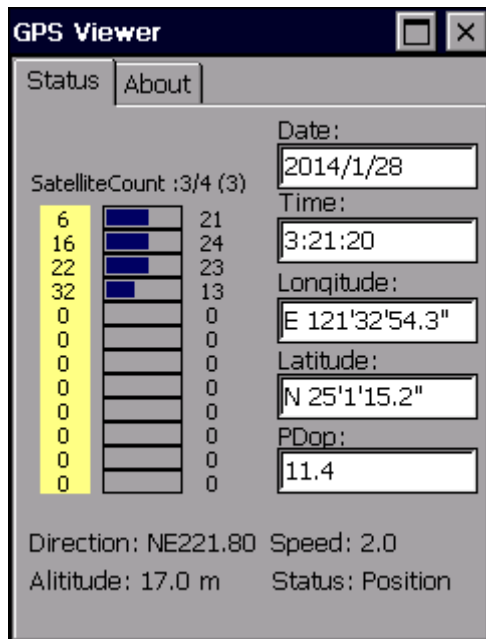 GPS Viewer
Status About
Date:
2014/1/28
SatelliteCount :3/4 (3)
Time:
3:21:20
6 21
16 24
22 23
32 13
0 0
0 0
0 0
0 0
0 0
0 0
0 0
0 0
Longitude:
E 121'32'54.3"
Latitude:
N 25'1'15.2"
PDop:
11.4
Direction: NE221.80 Speed: 2.0
Alititude: 17.0 m Status: Position